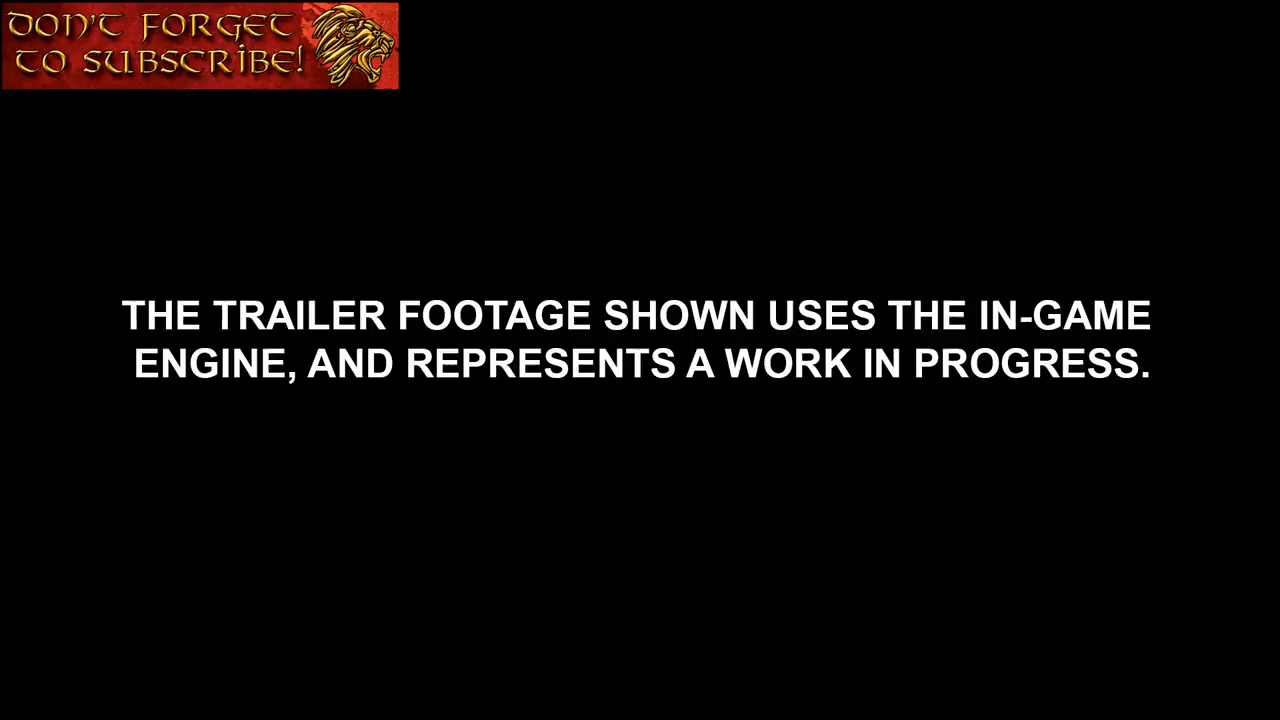 DON'T FORGET
TO SUBSCRIBE!
THE TRAILER FOOTAGE SHOWN USES THE IN-GAME
ENGINE, AND REPRESENTS A WORK IN PROGRESS.